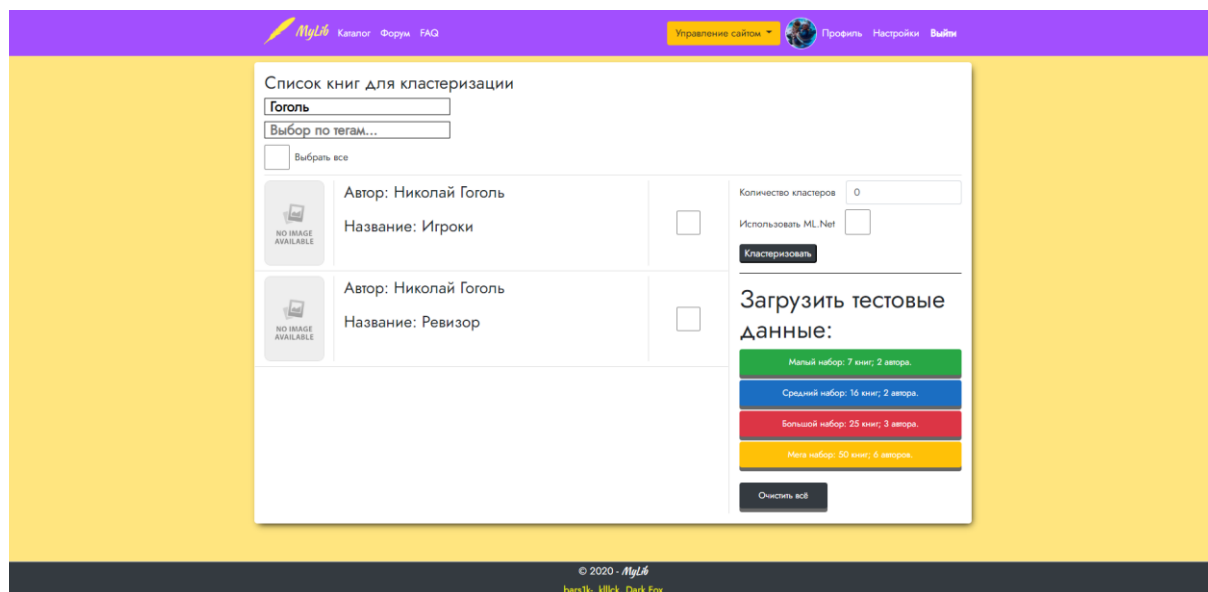 MyLib Каталог Форум FAQ Управление сайтом Профиль Настройки Выйти
Список книг для кластеризации
Гоголь
Выбор по тегам...
Выбрать все
NO IMAGE
AVAILABLE
Автор: Николай Гоголь
Название: Игроки
NO IMAGE
AVAILABLE
Автор: Николай Гоголь
Название: Ревизор
Количество кластеров 0
Использовать ML.Net
Кластеризовать
Загрузить тестовые
данные:
Малый набор: 7 книг; 2 автора.
Средний набор: 16 книг; 2 автора.
Большой набор: 25 книг; 3 автора.
Мега набор: 50 книг; 6 авторов.
Очистить всё
© 2020 - MyLib
Dark Fox